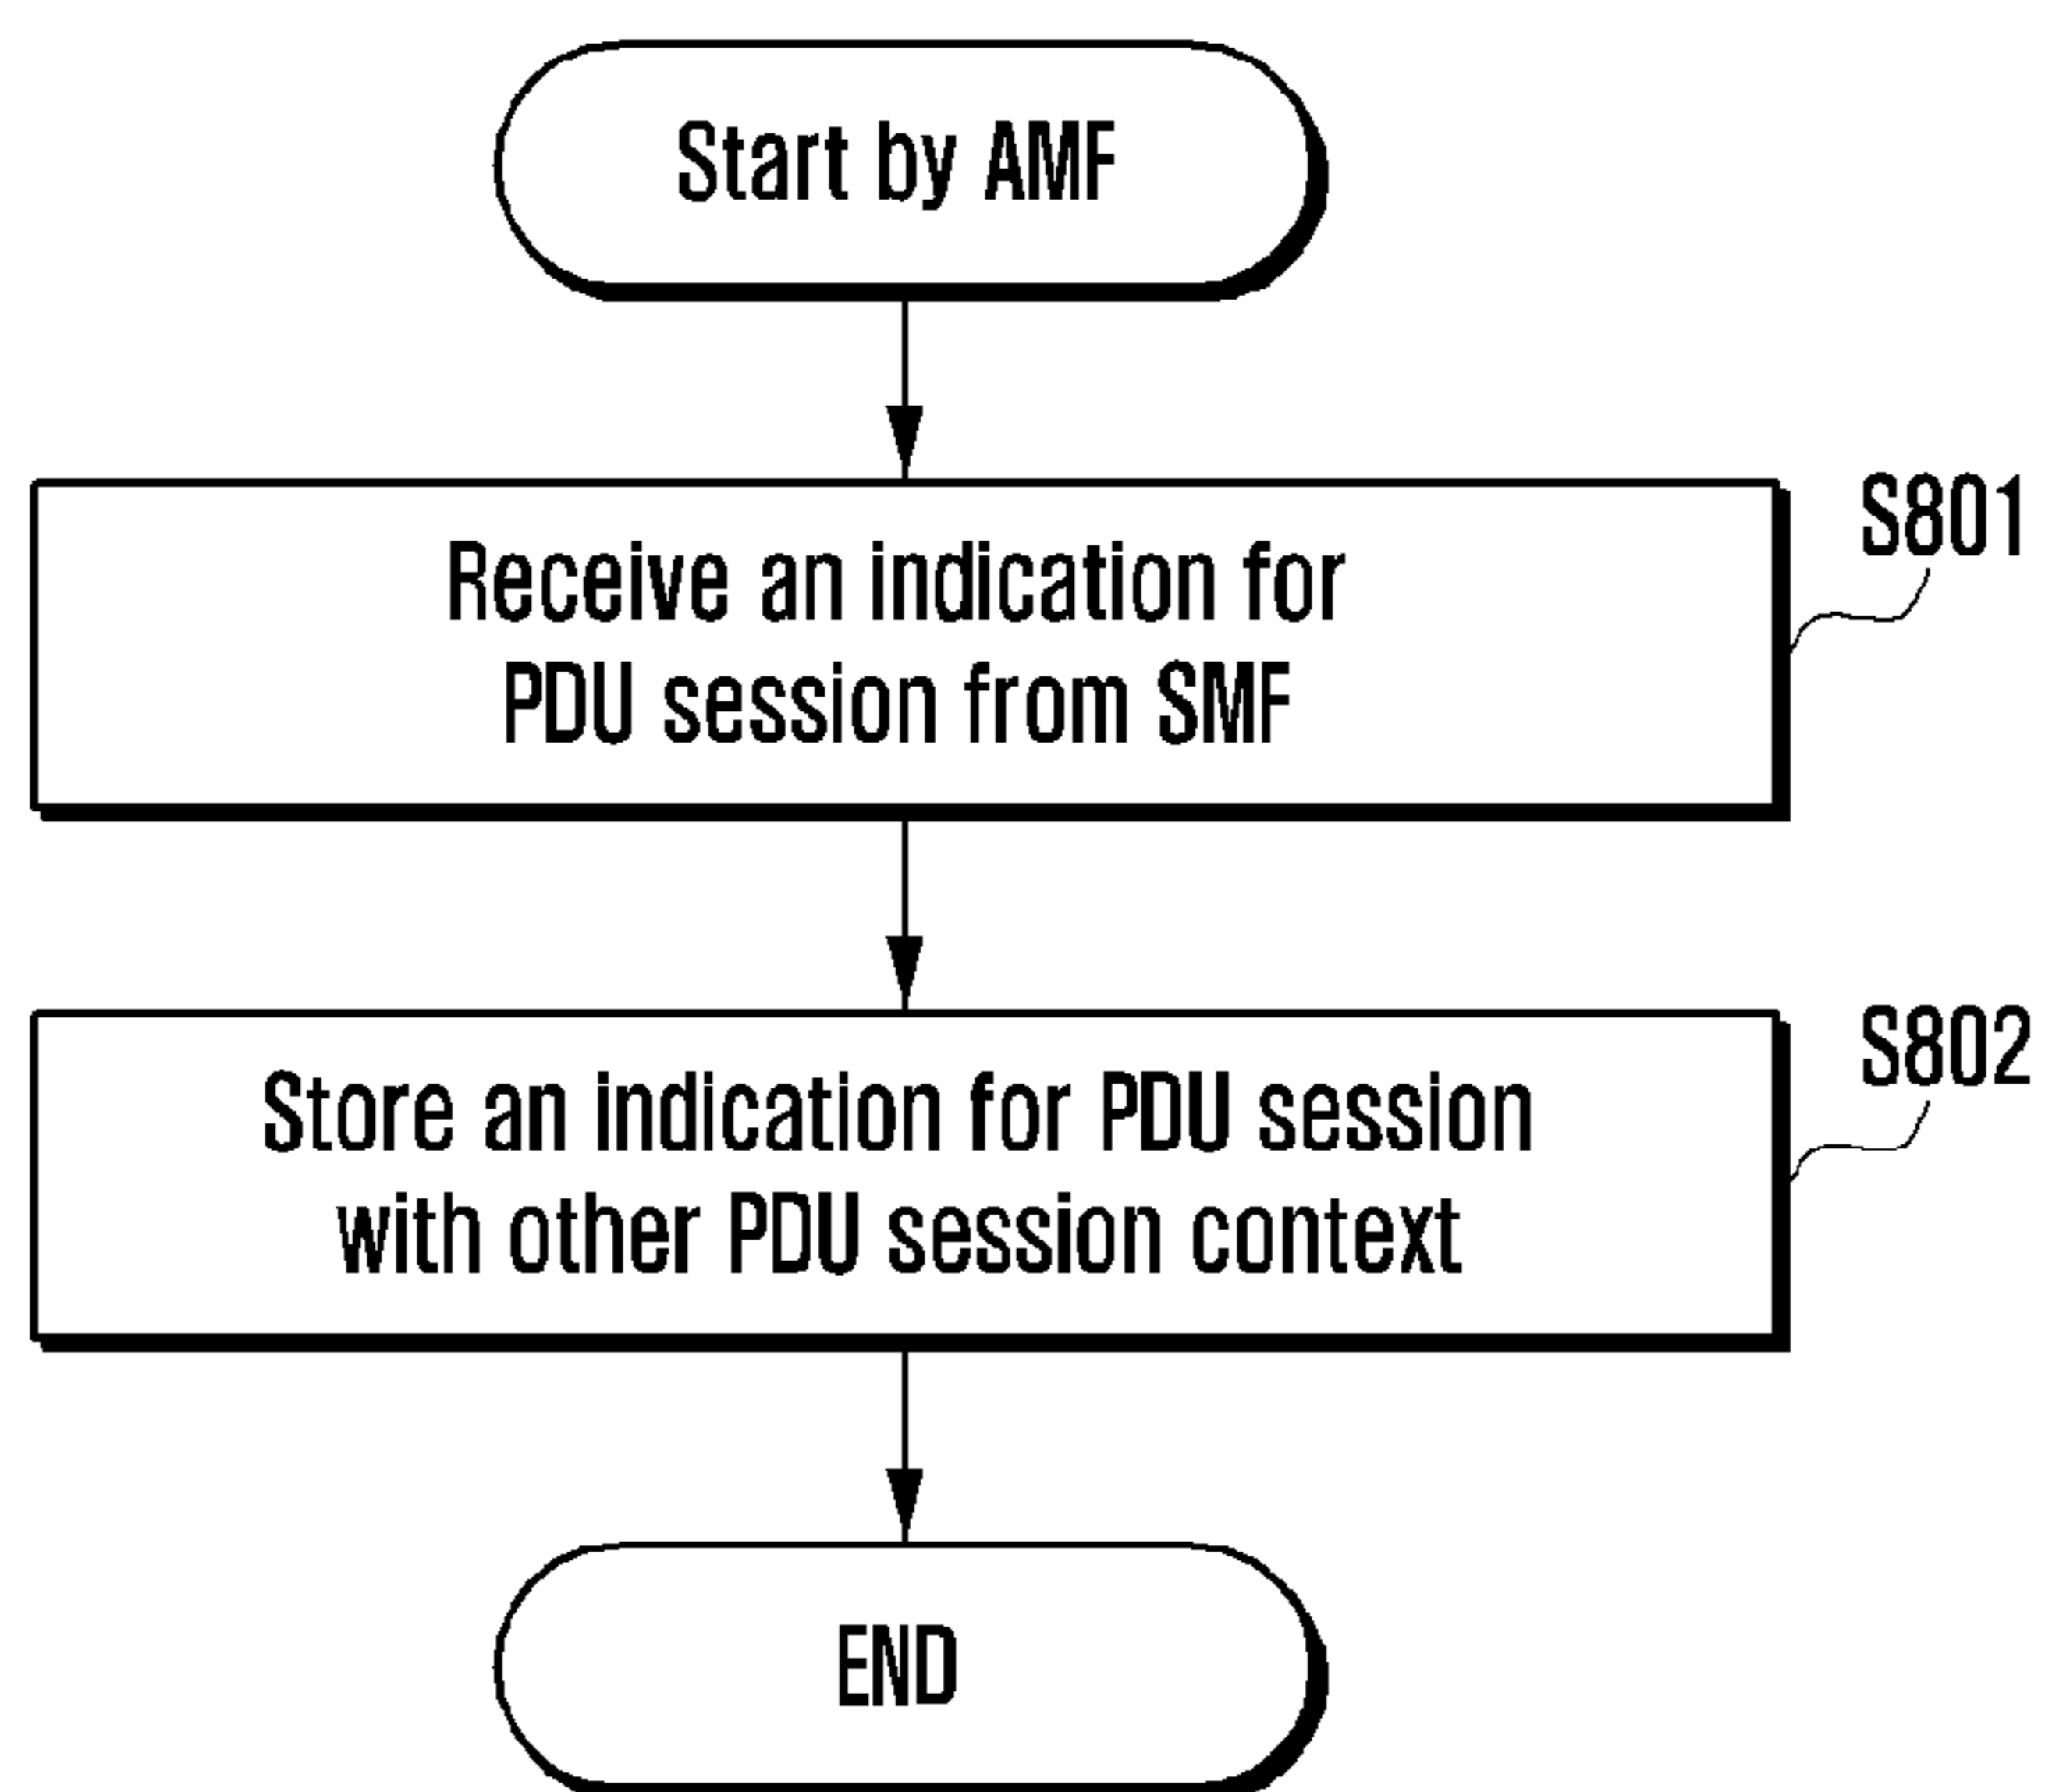 Start by AMF
S801
Receive an indication for
PDU session from SMF
S802
Store an indication for PDU session
with other PDU session context
END